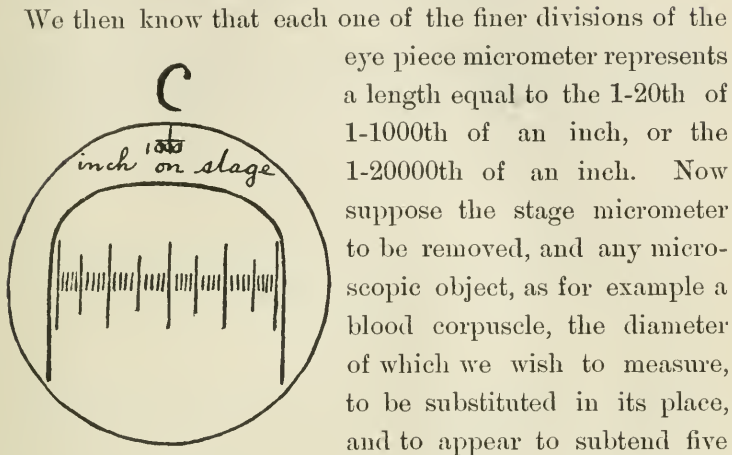 We then know that each one of the finer divisions of the
C
1/1000
inch on stage
eye piece micrometer represents
a length equal to the 1-20th of
1-1000th of an inch, or the
1-20000th of an inch. Now
suppose the stage micrometer
to be removed, and any micro-
scopic object, as for example a
blood corpuscle, the diameter
of which we wish to measure,
to be substituted in its place,
and to appear to subtend five